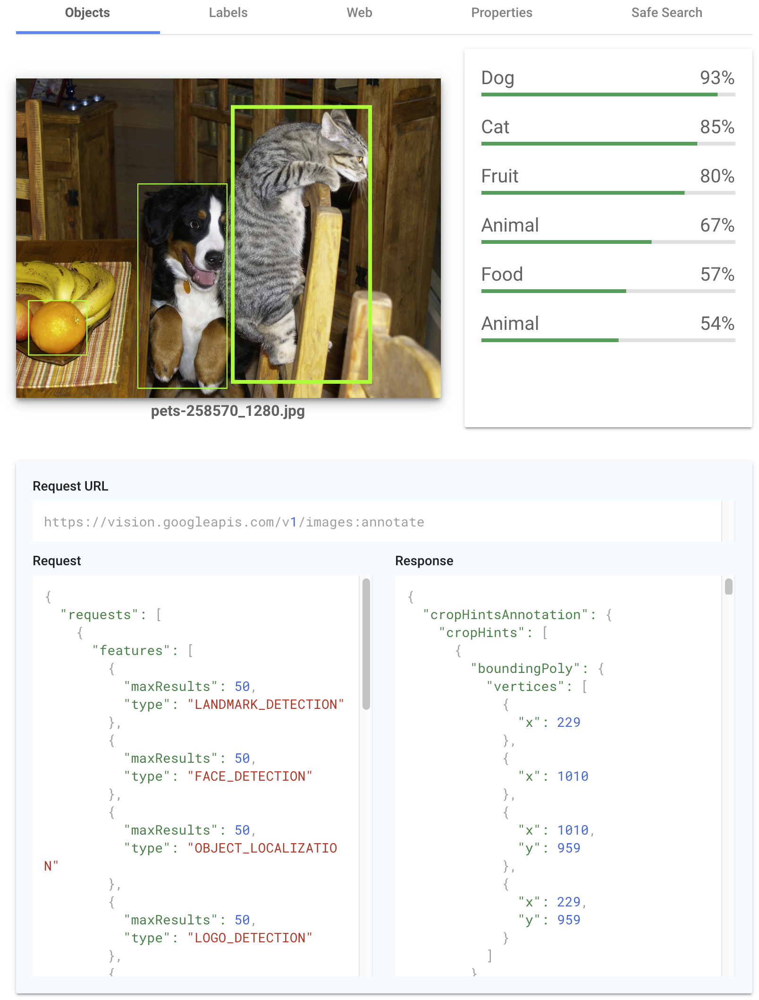 Objects Labels Web Properties Safe Search
Dog 93%
Cat 85%
Fruit 80%
Animal 67%
Food 57%
Animal 54%
pets-258570_1280.jpg
Request URL
https://vision.googleapis.com/v1/images:annotate
Request
{
"requests": [
{
"features": [
{
"maxResults": 50,
"type": "LANDMARK_DETECTION"
},
{
"maxResults": 50,
"type": "FACE_DETECTION"
},
{
"maxResults": 50,
"type": "OBJECT_LOCALIZATIO
N"
},
{
"maxResults": 50,
"type": "LOGO_DETECTION"
},
{
Response
{
"cropHintsAnnotation": {
"cropHints": [
{
"boundingPoly": {
"vertices": [
{
"x": 229
},
{
"x": 1010
},
{
"x": 1010,
"y": 959
},
{
"x": 229,
"y": 959
}
]
}